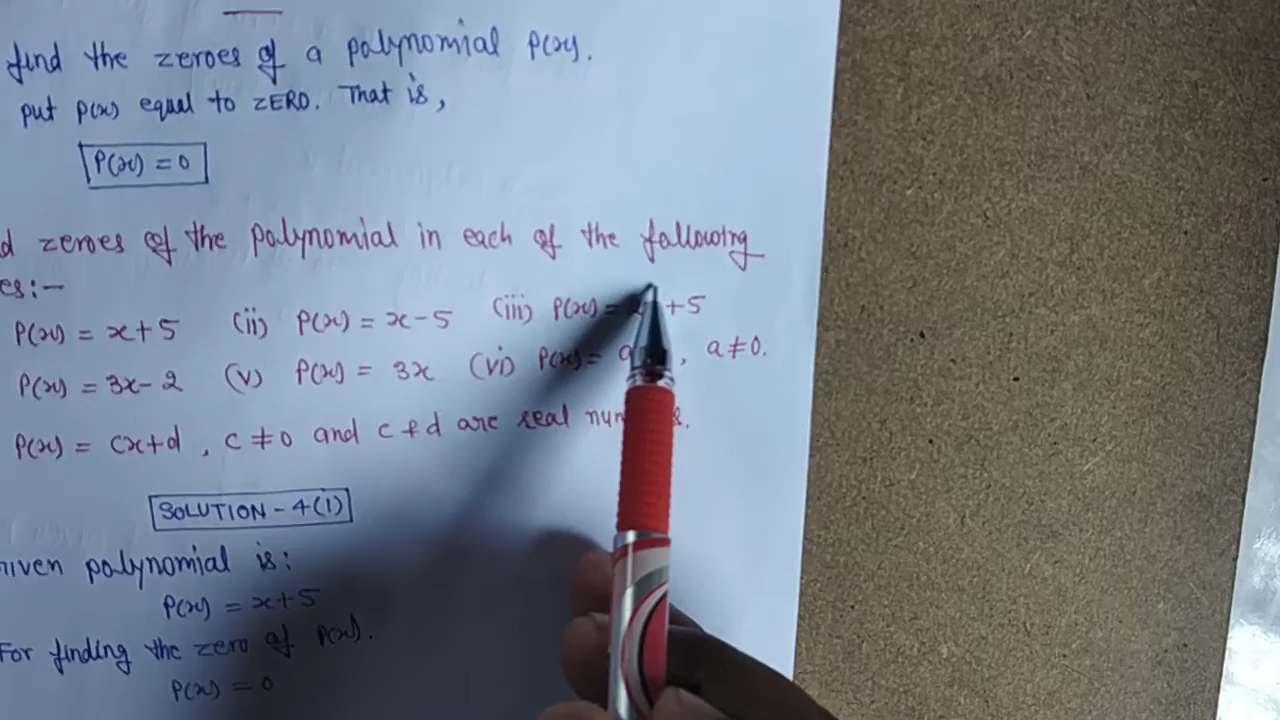 find the zeroes of a polynomial P(x).
put P(x) equal to ZERO. That is,
P(x) = 0
d zeroes of the polynomial in each of the following
es:-
P(x) = x+5 (ii) P(x) = x-5 (iii) P(x) = +5
P(x) = 3x-2 (v) P(x) = 3x (vi) P(x) = a , a≠0.
P(x) = cx+d , c≠0 and c & d are real
SOLUTION-4(i)
iven polynomial is:
P(x) = x+5
For finding the zero of P(x).
P(x) = 0